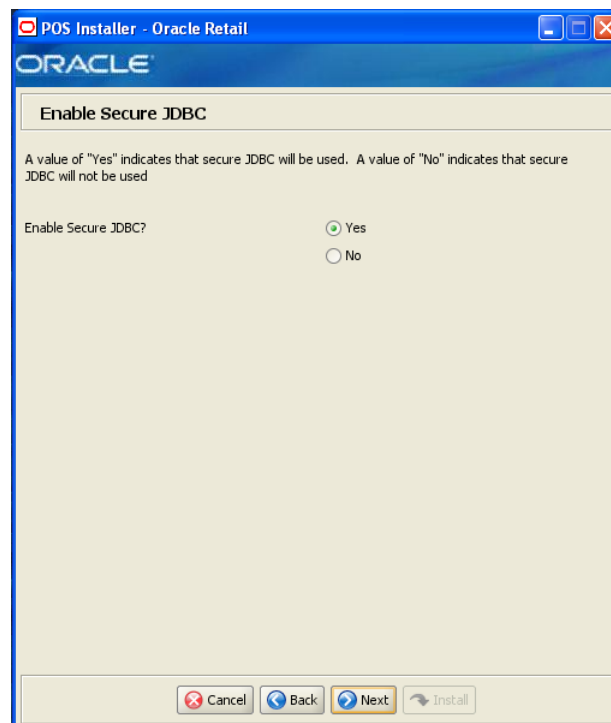 POS Installer - Oracle Retail
ORACLE
Enable Secure JDBC
A value of "Yes" indicates that secure JDBC will be used. A value of "No" indicates that secure
JDBC will not be used
Enable Secure JDBC?
Yes
No
Cancel
Back
Next
Install